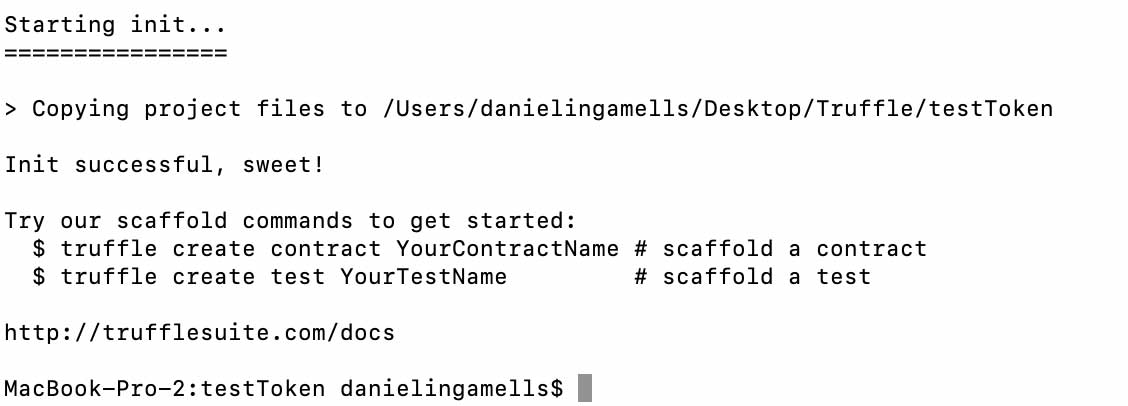 Starting init...
================
> Copying project files to /Users/danielingamells/Desktop/Truffle/testToken
Init successful, sweet!
Try our scaffold commands to get started:
  $ truffle create contract YourContractName # scaffold a contract
  $ truffle create test YourTestName         # scaffold a test
http://trufflesuite.com/docs
MacBook-Pro-2:testToken danielingamells$